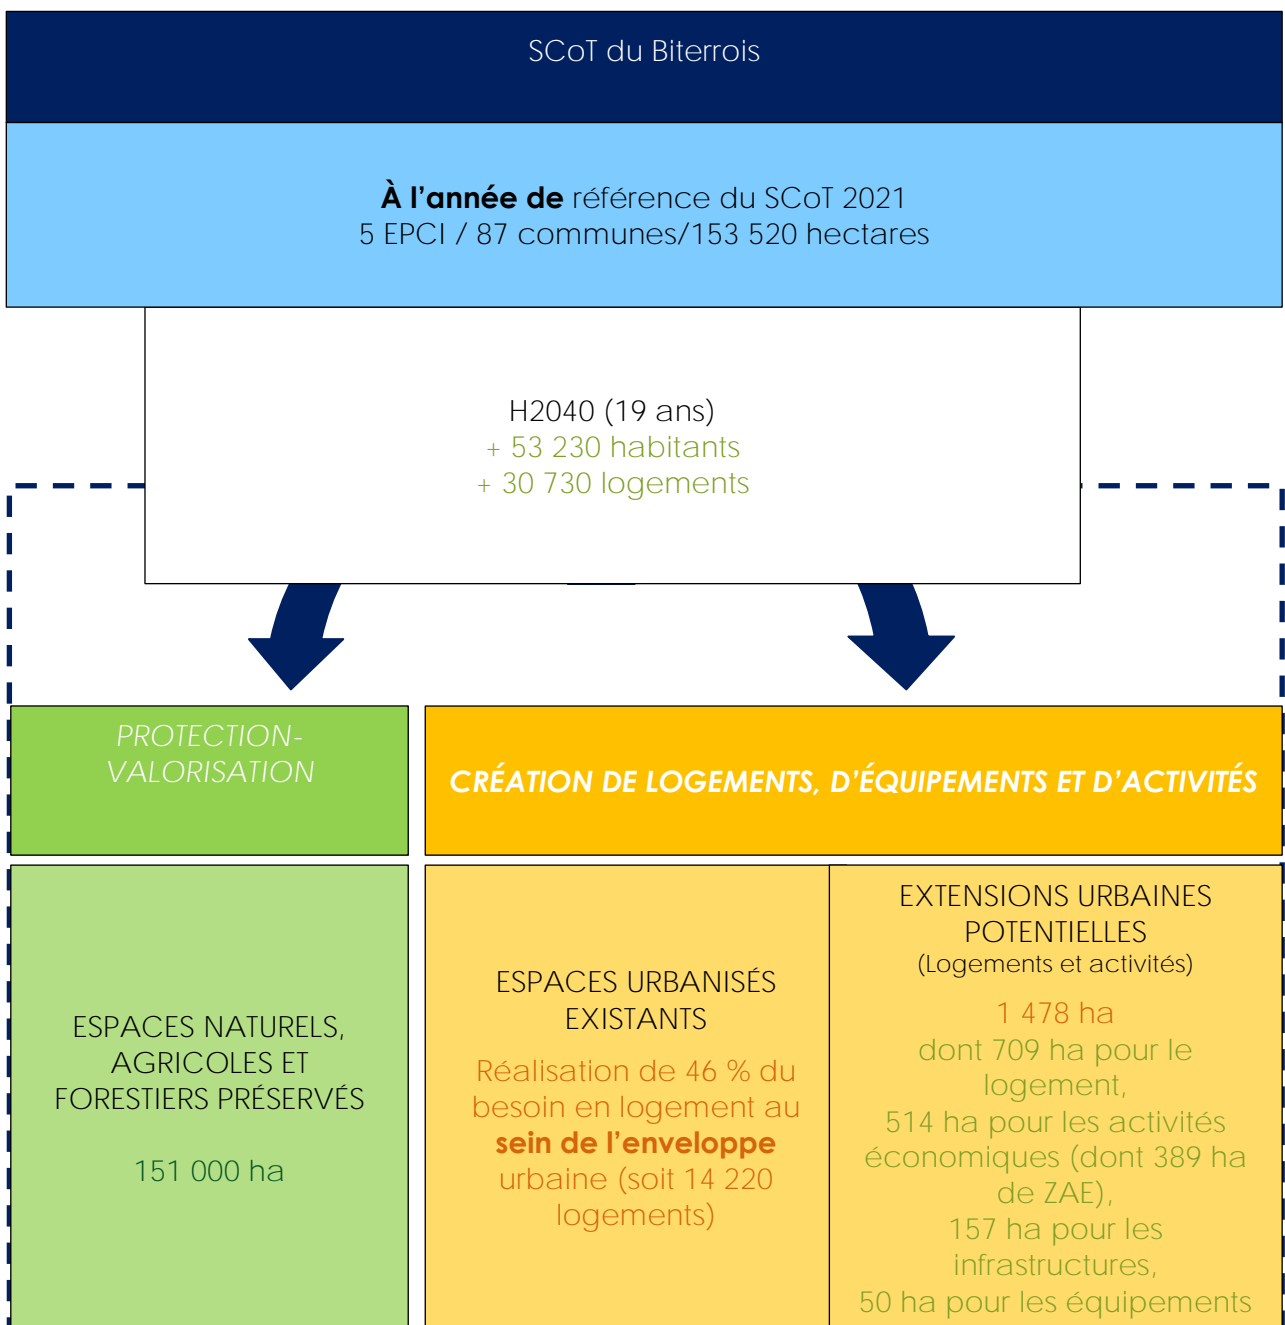 SCoT du Biterrois
À l’année de référence du SCoT 2021
5 EPCI / 87 communes/153 520 hectares
H2040 (19 ans)
+ 53 230 habitants
+ 30 730 logements
PROTECTION-
VALORISATION
CRÉATION DE LOGEMENTS, D’ÉQUIPEMENTS ET D’ACTIVITÉS
ESPACES NATURELS,
AGRICOLES ET
FORESTIERS PRÉSERVÉS
151 000 ha
ESPACES URBANISÉS
EXISTANTS
Réalisation de 46 % du
besoin en logement au
sein de l’enveloppe
urbaine (soit 14 220
logements)
EXTENSIONS URBAINES
POTENTIELLES
(Logements et activités)
1 478 ha
dont 709 ha pour le
logement,
514 ha pour les activités
économiques (dont 389 ha
de ZAE),
157 ha pour les
infrastructures,
50 ha pour les équipements